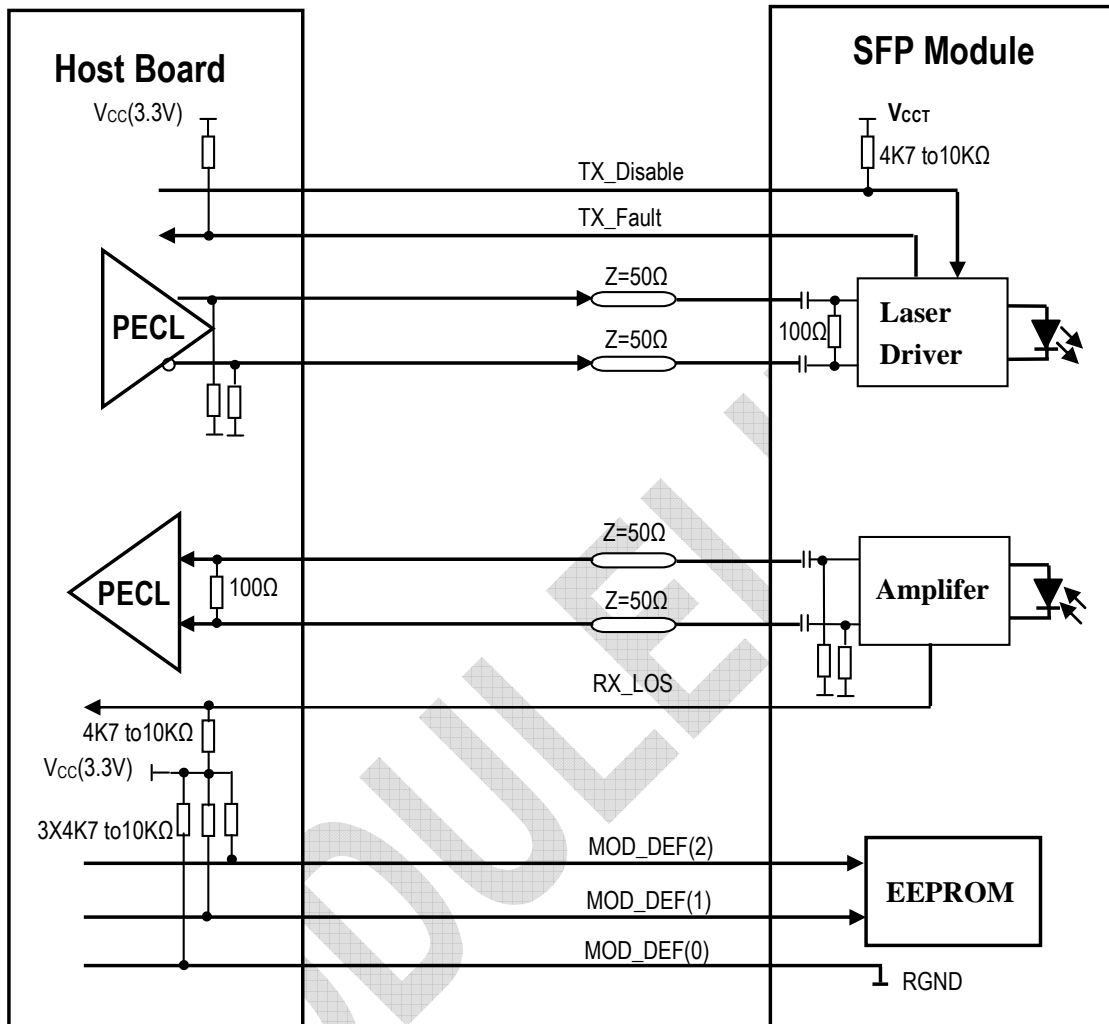 Host Board
SFP Module
VCC(3.3V)
VCCT
4K7 to10KΩ
TX_Disable
TX_Fault
Z=50Ω
PECL
100Ω
Laser
Driver
Z=50Ω
Z=50Ω
PECL
100Ω
Amplifer
Z=50Ω
RX_LOS
4K7 to10KΩ
VCC(3.3V)
3X4K7 to10KΩ
MOD_DEF(2)
EEPROM
MOD_DEF(1)
MOD_DEF(0)
RGND